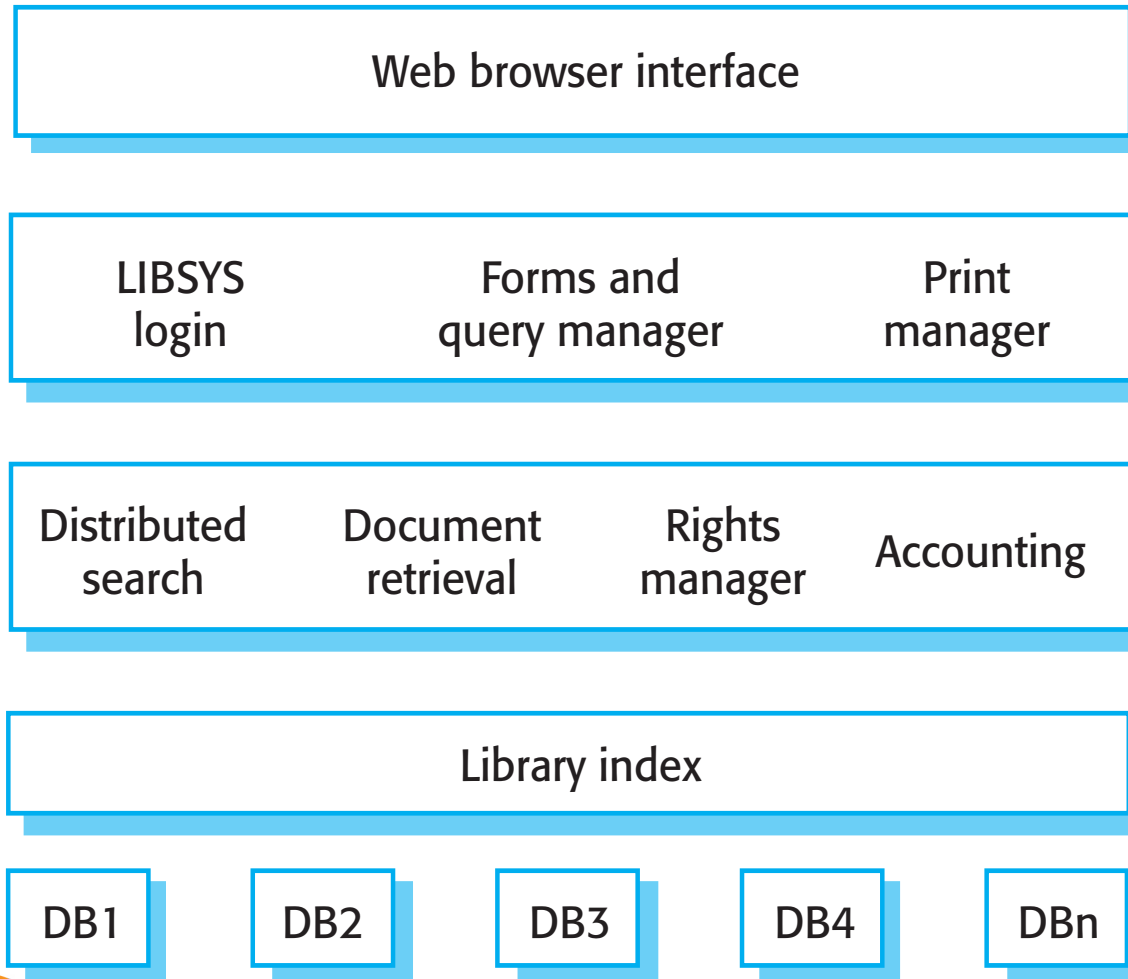 Web browser interface
LIBSYS
login
Forms and
query manager
Print
manager
Distributed
search
Document
retrieval
Rights
manager
Accounting
Library index
DB1
DB2
DB3
DB4
DBn